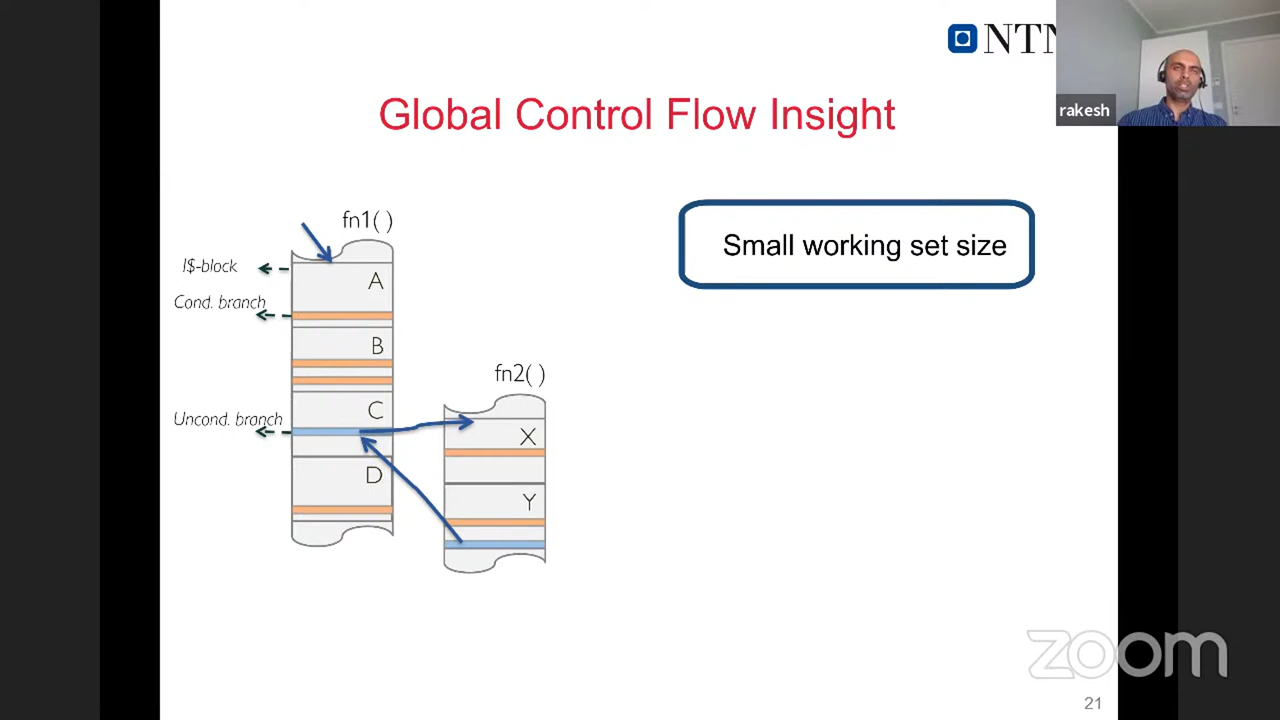 NTN
rakesh
Global Control Flow Insight
fn1( )
Small working set size
I$-block
A
Cond. branch
B
fn2( )
Uncond. branch
C
X
D
Y
zoom
21